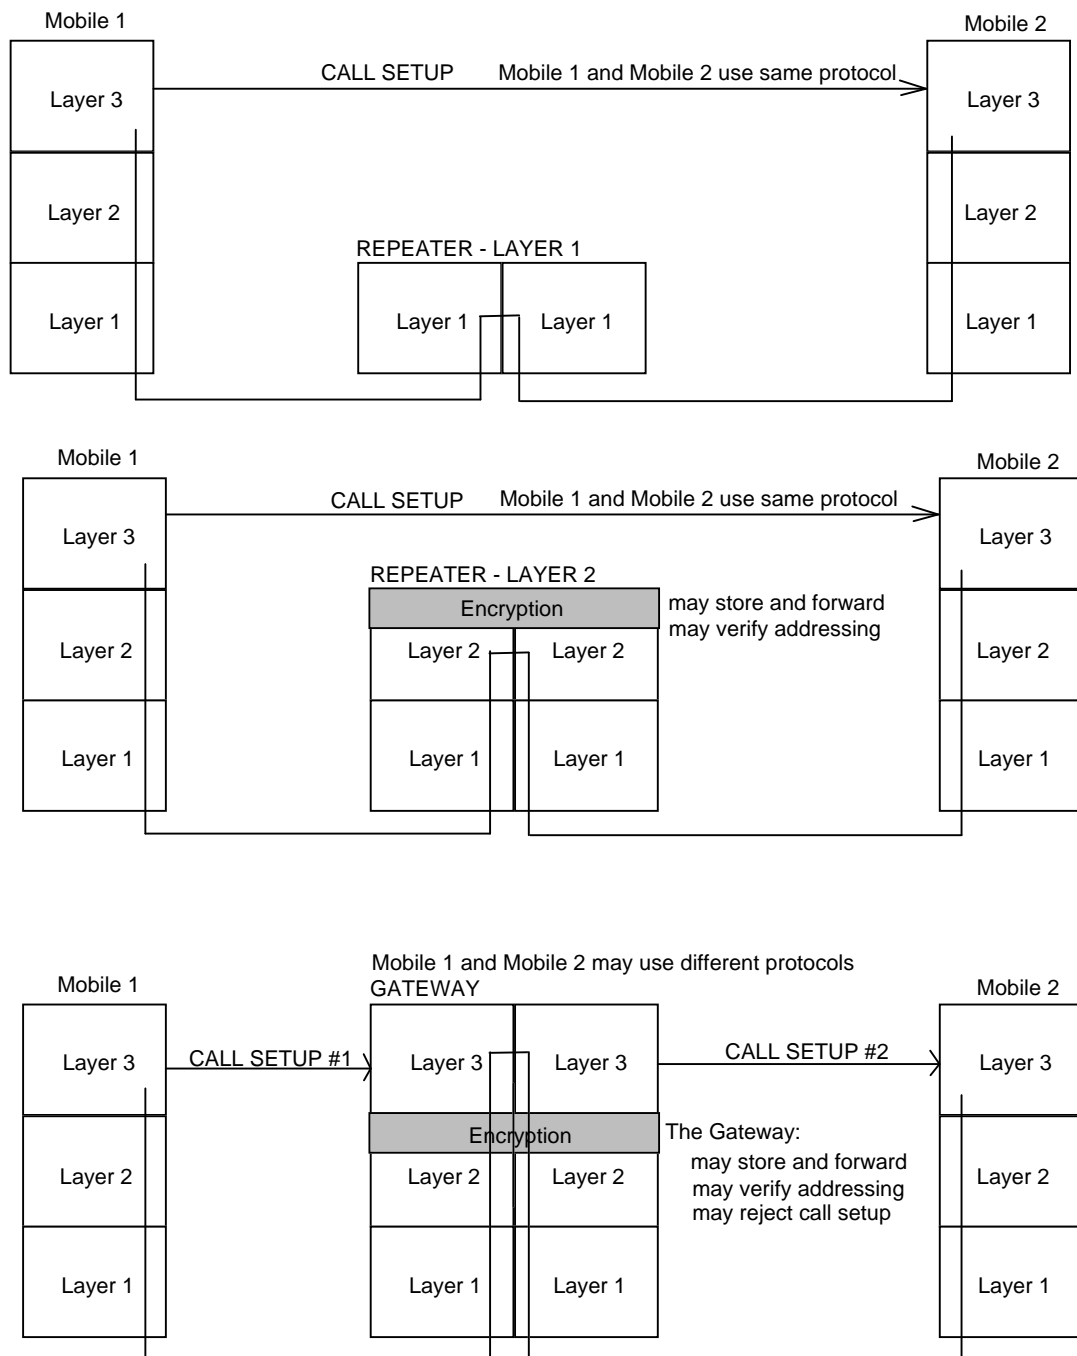 Mobile 1
Mobile 2
CALL SETUP
Mobile 1 and Mobile 2 use same protocol
Layer 3
Layer 3
Layer 2
Layer 2
REPEATER - LAYER 1
Layer 1
Layer 1
Layer 1
Layer 1
Mobile 1
Mobile 2
CALL SETUP
Mobile 1 and Mobile 2 use same protocol
Layer 3
Layer 3
REPEATER - LAYER 2
Encryption
may store and forward
may verify addressing
Layer 2
Layer 2
Layer 2
Layer 2
Layer 1
Layer 1
Layer 1
Layer 1
Mobile 1 and Mobile 2 may use different protocols
Mobile 1
GATEWAY
Mobile 2
Layer 3
CALL SETUP #1
Layer 3
Layer 3
CALL SETUP #2
Layer 3
Encryption
The Gateway:
may store and forward
may verify addressing
may reject call setup
Layer 2
Layer 2
Layer 2
Layer 2
Layer 1
Layer 1
Layer 1
Layer 1